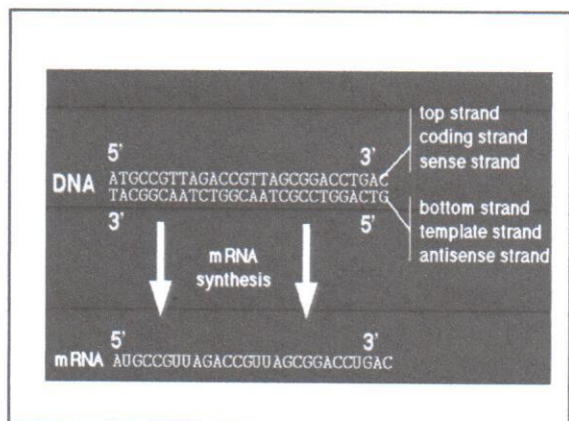 top strand
coding strand
sense strand
5' 3'
DNA ATGCCGTTAGACCGTTAGCGGACCTGAC
TACGGCAATCTGGCAATCGCCTGGACTG
3' 5'
bottom strand
template strand
antisense strand
mRNA
synthesis
5' 3'
mRNA AUGCCGUUAGACCGUUAGCGGACCUGAC